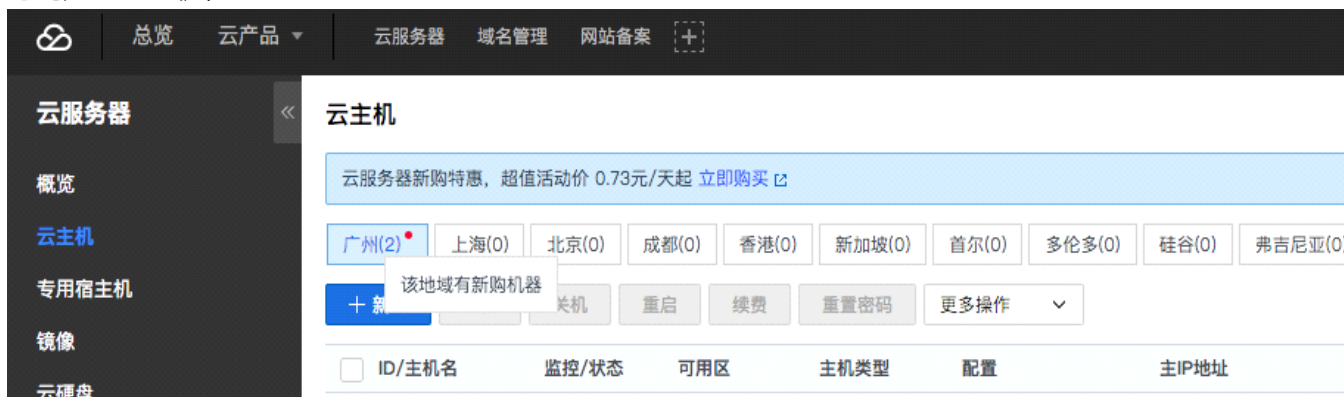 总览 云产品 云服务器 域名管理 网站备案
云服务器 «
云主机
云服务器新购特惠，超值活动价 0.73元/天起 立即购买
概览
云主机
专用宿主机
镜像
云硬盘
广州(2) 上海(0) 北京(0) 成都(0) 香港(0) 新加坡(0) 首尔(0) 多伦多(0) 硅谷(0) 弗吉尼亚(0
该地域有新购机器
关机 重启 续费 重置密码 更多操作
ID/主机名 监控/状态 可用区 主机类型 配置 主IP地址